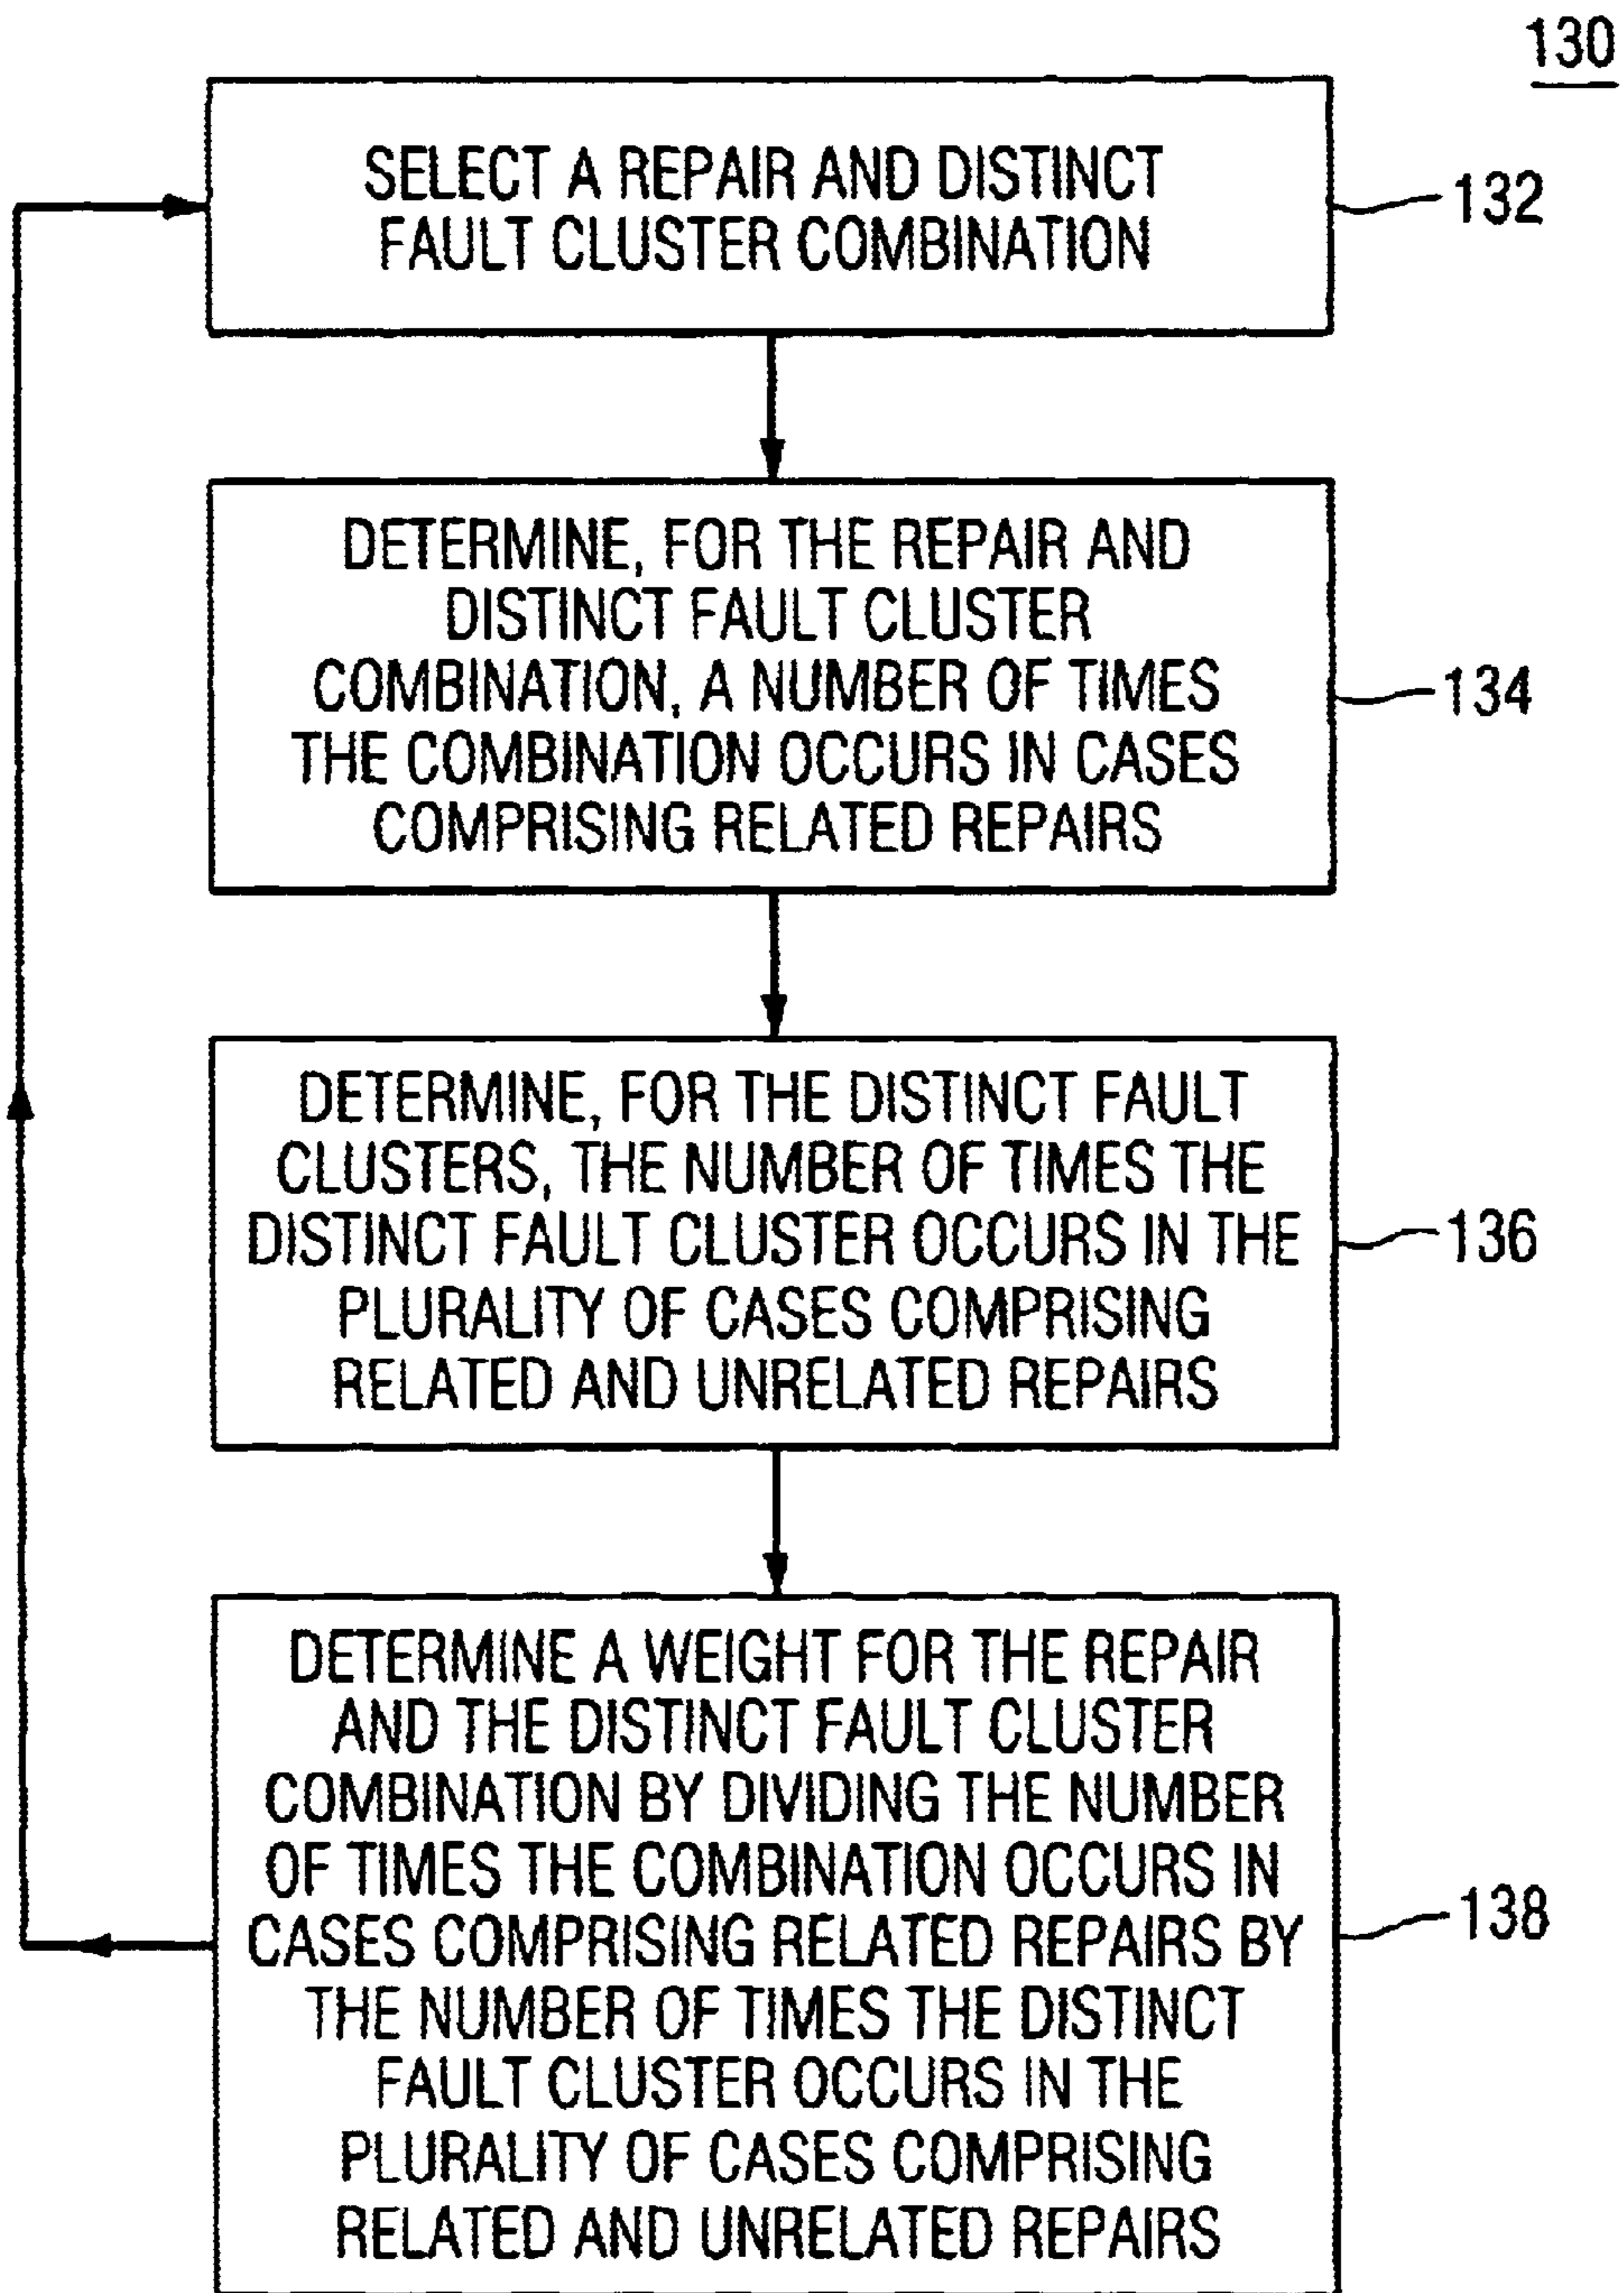 130
SELECT A REPAIR AND DISTINCT
FAULT CLUSTER COMBINATION
132
DETERMINE, FOR THE REPAIR AND
DISTINCT FAULT CLUSTER
COMBINATION, A NUMBER OF TIMES
THE COMBINATION OCCURS IN CASES
COMPRISING RELATED REPAIRS
134
DETERMINE, FOR THE DISTINCT FAULT
CLUSTERS, THE NUMBER OF TIMES THE
DISTINCT FAULT CLUSTER OCCURS IN THE
PLURALITY OF CASES COMPRISING
RELATED AND UNRELATED REPAIRS
136
DETERMINE A WEIGHT FOR THE REPAIR
AND THE DISTINCT FAULT CLUSTER
COMBINATION BY DIVIDING THE NUMBER
OF TIMES THE COMBINATION OCCURS IN
CASES COMPRISING RELATED REPAIRS BY
THE NUMBER OF TIMES THE DISTINCT
FAULT CLUSTER OCCURS IN THE
PLURALITY OF CASES COMPRISING
RELATED AND UNRELATED REPAIRS
138